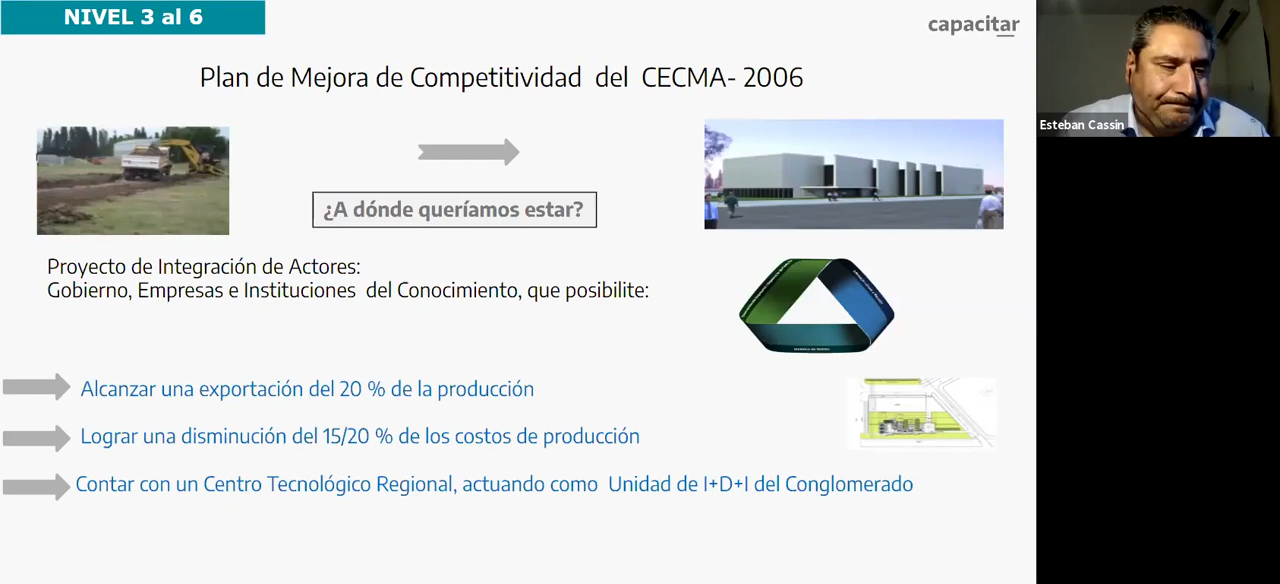 NIVEL 3 al 6
capacitar
Plan de Mejora de Competitividad del CECMA- 2006
Esteban Cassin
¿A dónde queríamos estar?
Proyecto de Integración de Actores:
Gobierno, Empresas e Instituciones del Conocimiento, que posibilite:
Alcanzar una exportación del 20 % de la producción
Lograr una disminución del 15/20 % de los costos de producción
Contar con un Centro Tecnológico Regional, actuando como Unidad de I+D+I del Conglomerado